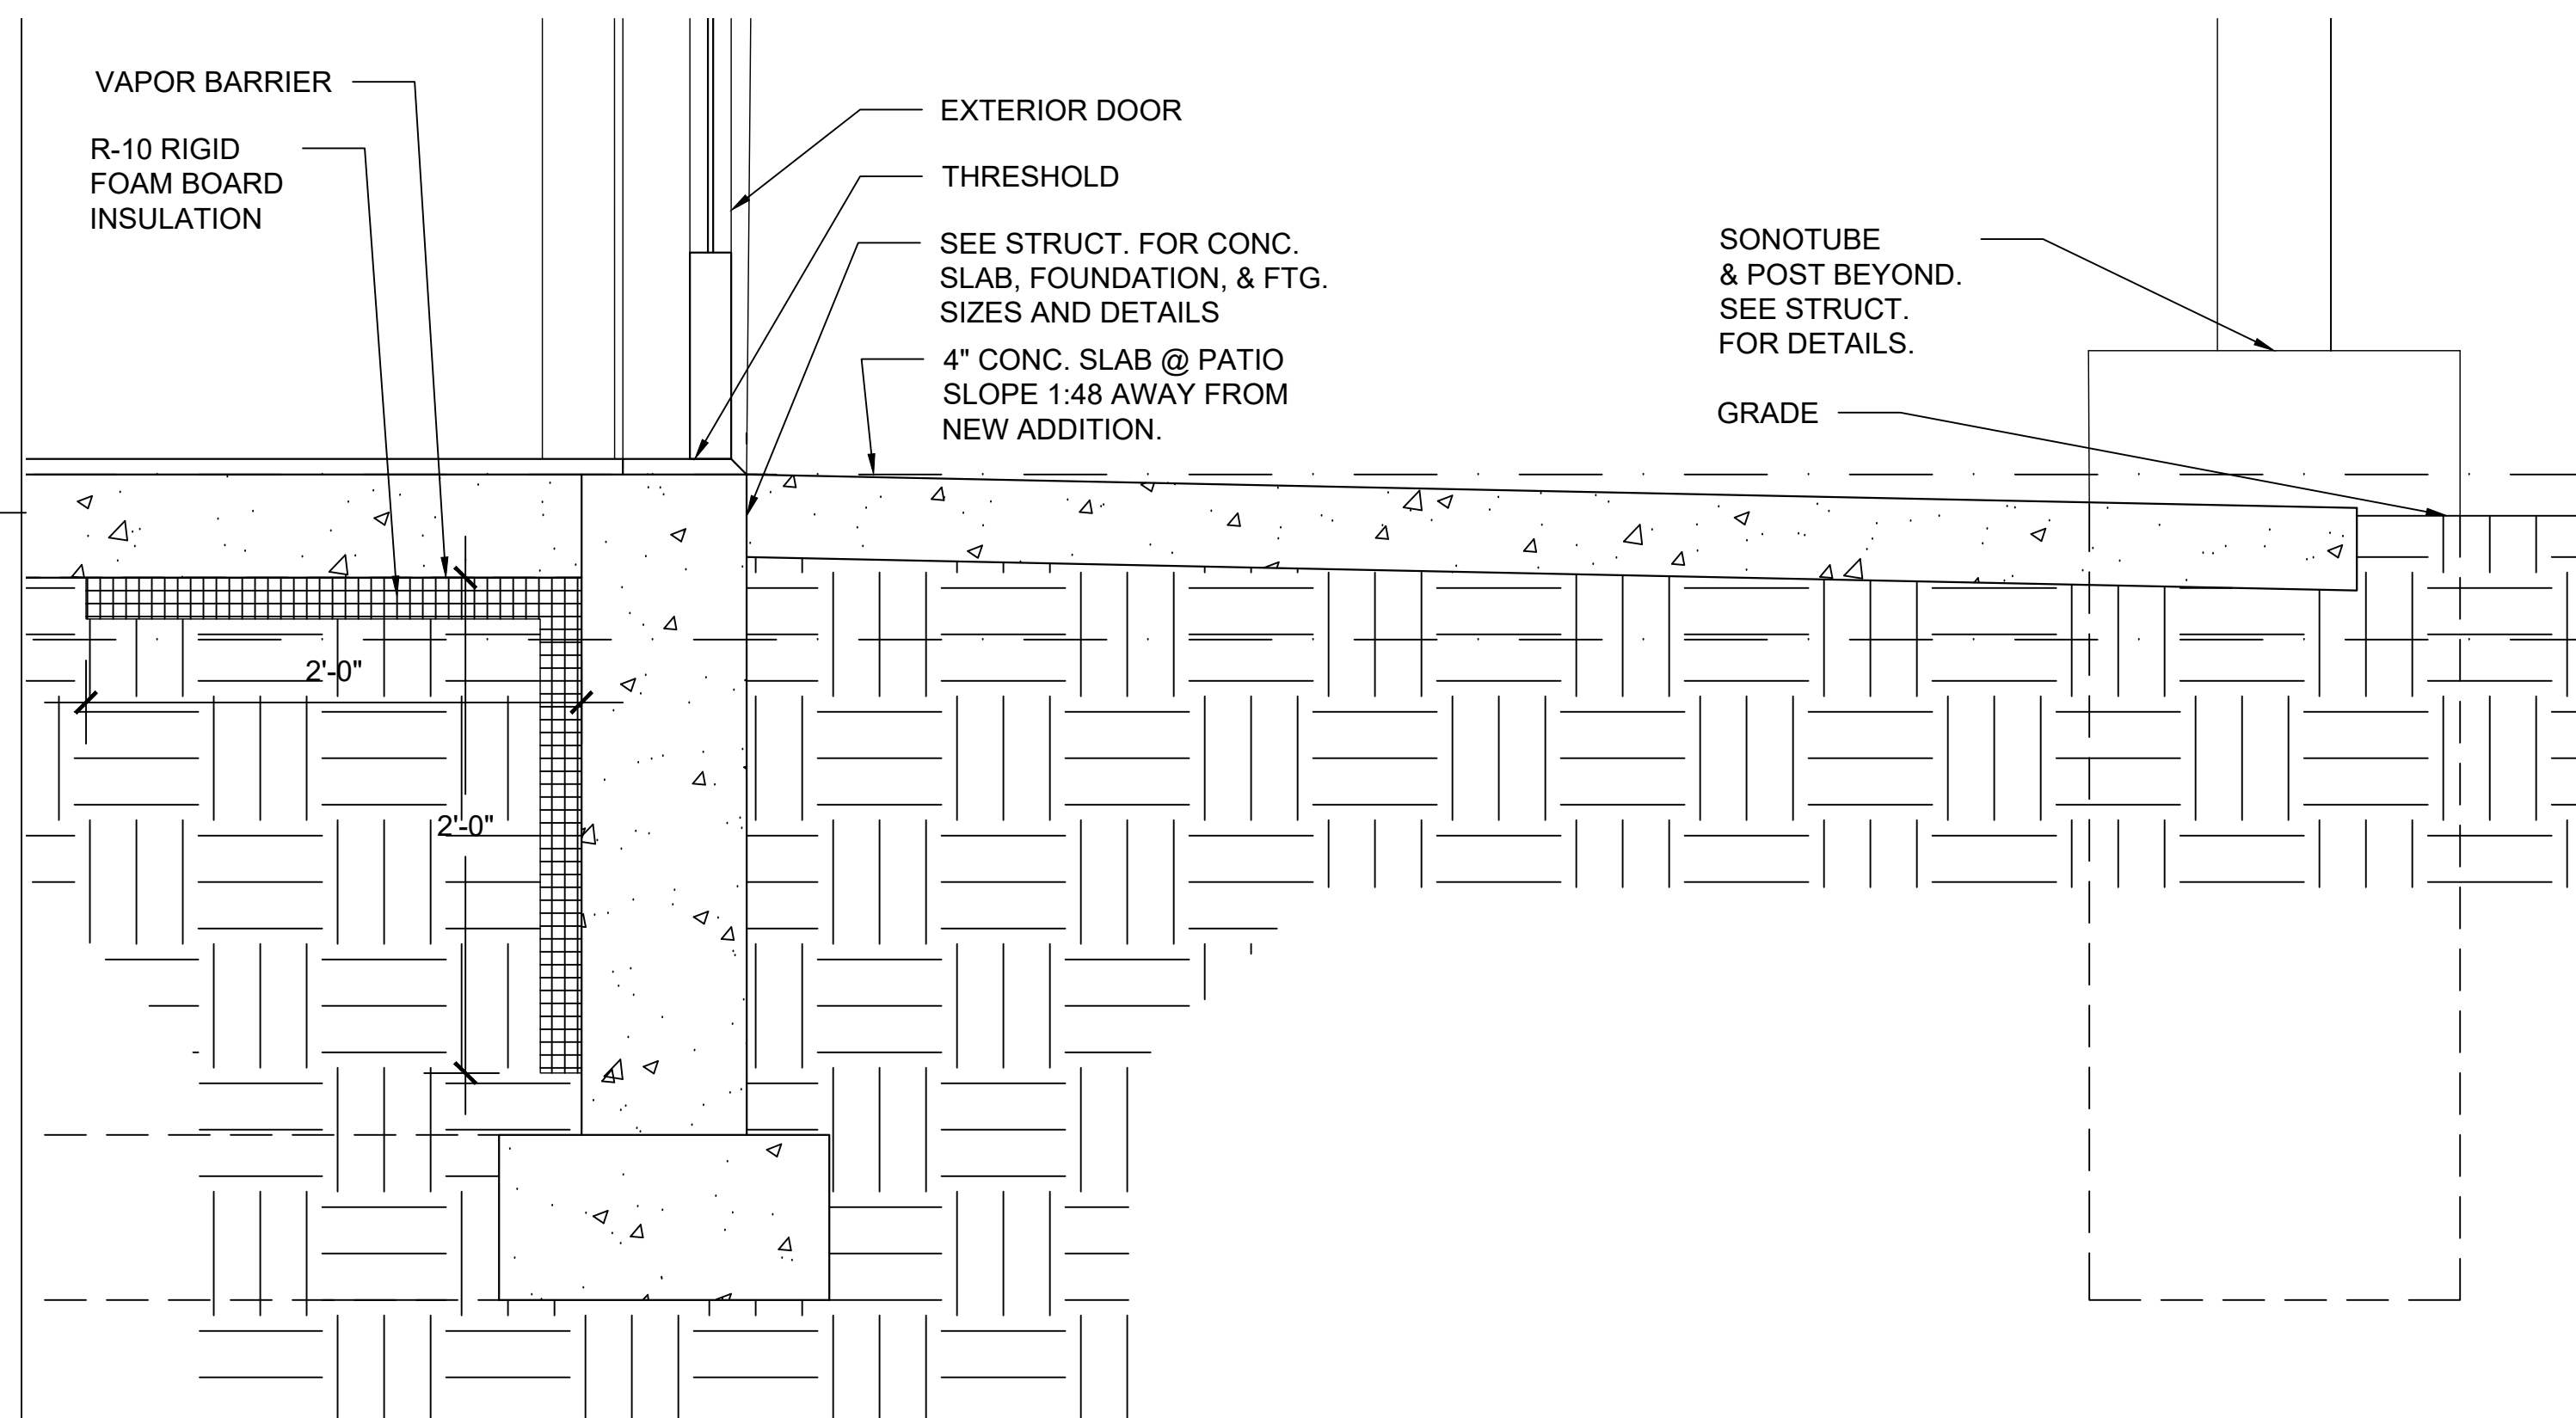 VAPOR BARRIER
R-10 RIGID
FOAM BOARD
INSULATION
EXTERIOR DOOR
THRESHOLD
SEE STRUCT. FOR CONC.
SLAB, FOUNDATION, & FTG.
SIZES AND DETAILS
4" CONC. SLAB @ PATIO
SLOPE 1:48 AWAY FROM
NEW ADDITION.
SONOTUBE
& POST BEYOND.
SEE STRUCT.
FOR DETAILS.
GRADE
2'-0"
2'-0"